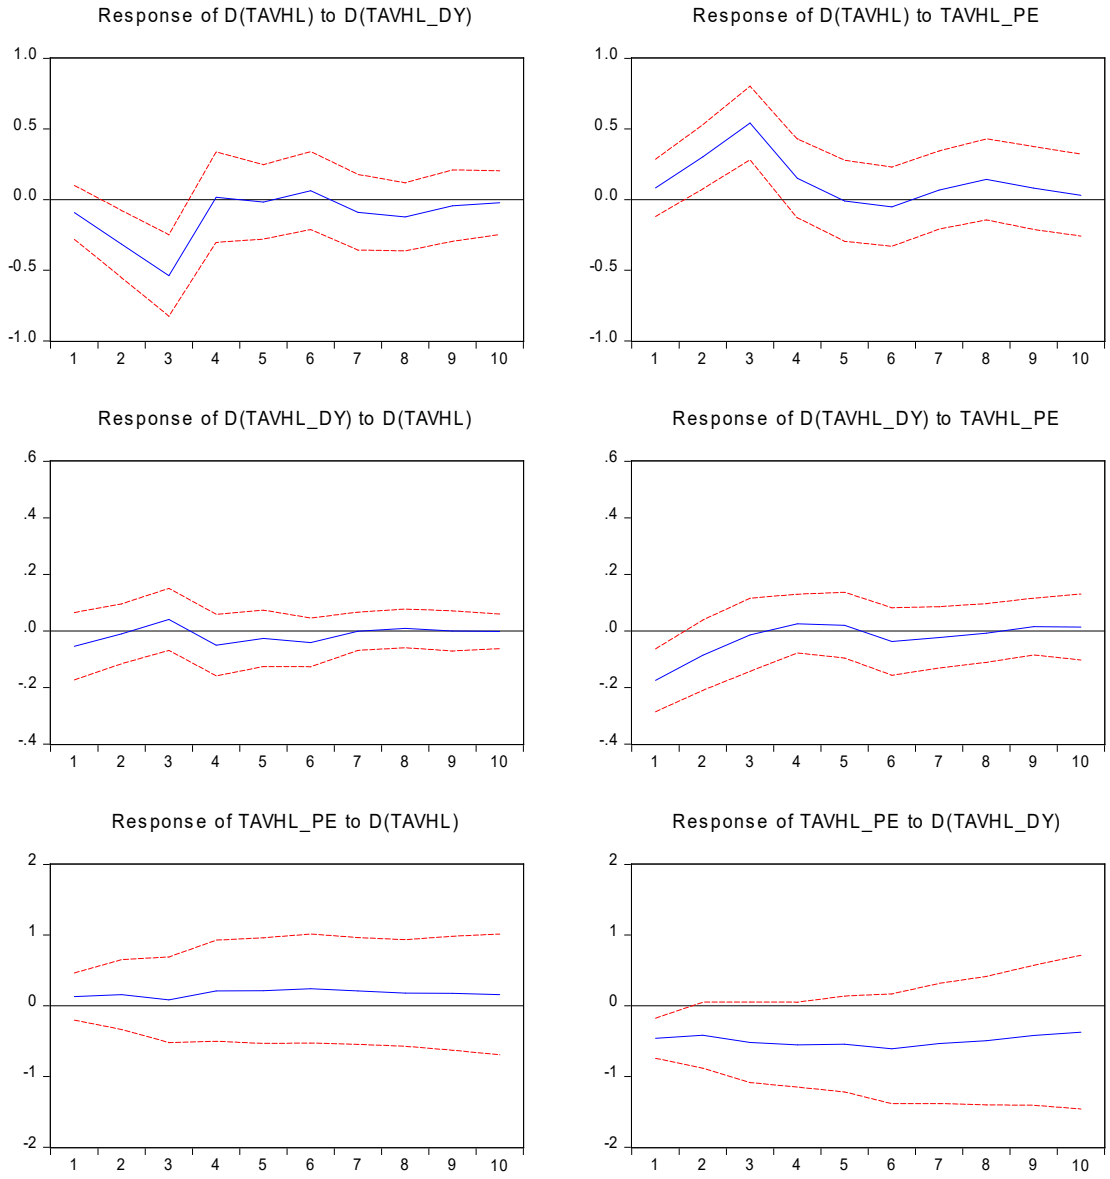 Response of D(TAVHL) to D(TAVHL_DY)
1.0
0.5
0.0
-0.5
-1.0
1 2 3 4 5 6 7 8 9 10
Response of D(TAVHL) to TAVHL_PE
1.0
0.5
0.0
-0.5
-1.0
1 2 3 4 5 6 7 8 9 10
Response of D(TAVHL_DY) to D(TAVHL)
.6
.4
.2
.0
-.2
-.4
1 2 3 4 5 6 7 8 9 10
Response of D(TAVHL_DY) to TAVHL_PE
.6
.4
.2
.0
-.2
-.4
1 2 3 4 5 6 7 8 9 10
Response of TAVHL_PE to D(TAVHL)
2
1
0
-1
-2
1 2 3 4 5 6 7 8 9 10
Response of TAVHL_PE to D(TAVHL_DY)
2
1
0
-1
-2
1 2 3 4 5 6 7 8 9 10